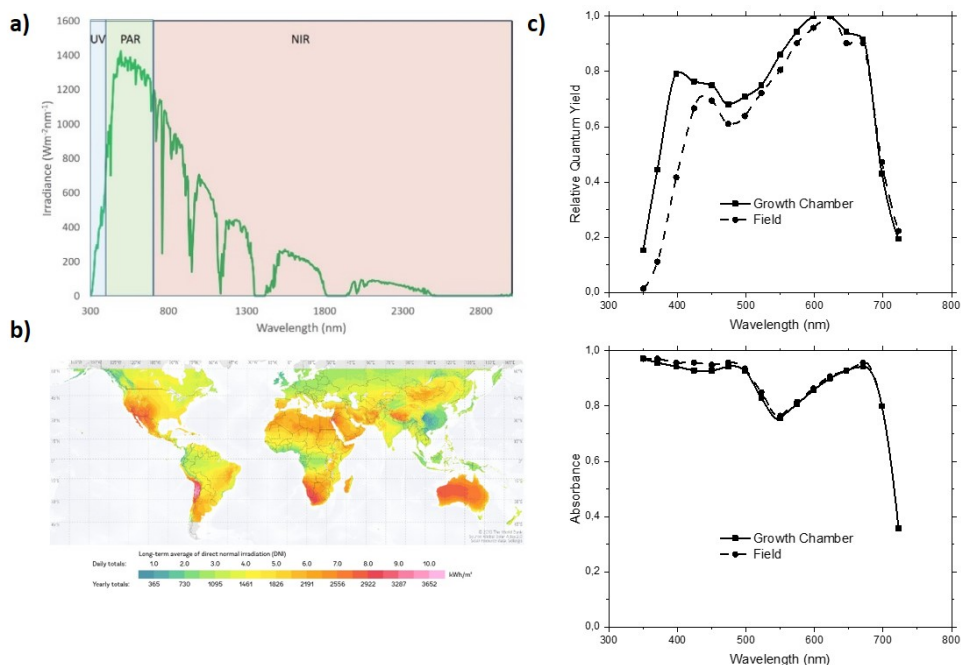 a)
1600
1400
1200
1000
800
600
400
200
0
Irradiance (Wm⁻²nm⁻¹)
UV
PAR
NIR
300
800
1300
1800
2300
2800
Wavelength (nm)
b)
Long-term average of direct normal irradiation (DNI)
Daily totals: 1.0 2.0 3.0 4.0 5.0 6.0 7.0 8.0 9.0 10.0
kWh/m²
Yearly totals: 365 730 1095 1461 1826 2191 2556 2922 3287 3652
c)
1,0
0,8
0,6
0,4
0,2
0,0
Relative Quantum Yield
Growth Chamber
Field
300 400 500 600 700 800
Wavelength (nm)
1,0
0,8
0,6
0,4
0,2
0,0
Absorbance
Growth Chamber
Field
300 400 500 600 700 800
Wavelength (nm)